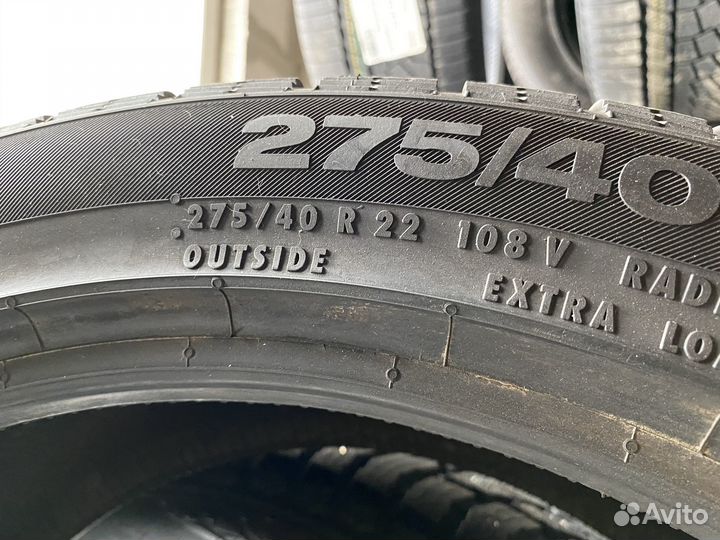 275/40
275/40 R 22 108 V
OUTSIDE
EXTRA
Avito